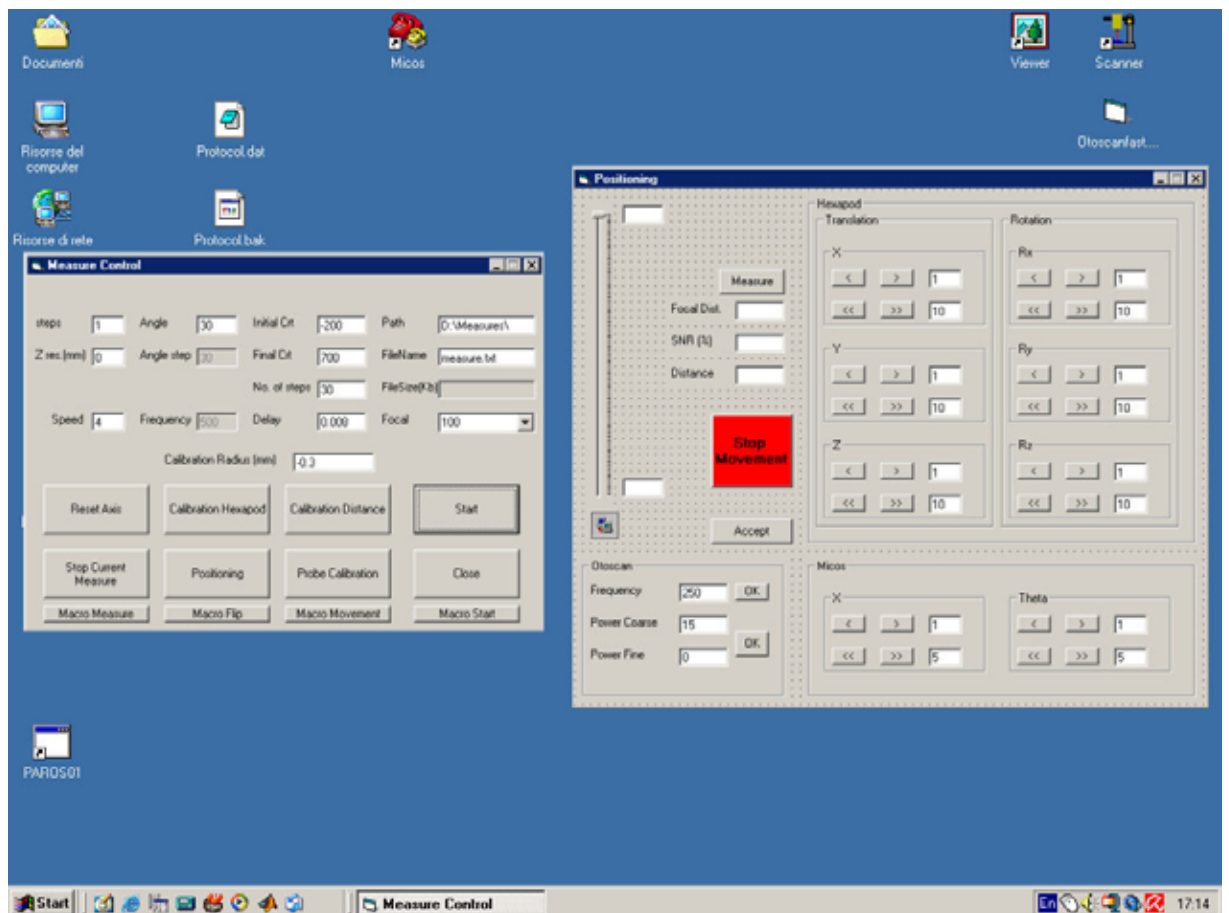 Documenti
Micos
Viewer
Scanner
Risorse del
computer
Protocol.dat
Otoscanfast....
Risorse di rete
Protocol.bak
Measure Control
steps 1 Angle 30 Initial Crt -200 Path D:\Measures\
Z res.(mm) 0 Angle step 30 Final Crt 700 FileName measure.txt
No. of steps 30 FileSize(Kb)
Speed 4 Frequency 500 Delay 0.000 Focal 100
Calibration Radius (mm) -0.3
Reset Axis Calibration Hexapod Calibration Distance Start
Stop Current
Measure
Positioning Probe Calibration Close
Macro Measure Macro Flip Macro Movement Macro Start
Positioning
Measure
Focal Dist.
SNR (%)
Distance
Stop
Movement
Accept
Hexapod
Translation
X
< > 1
<< >> 10
Y
< > 1
<< >> 10
Z
< > 1
<< >> 10
Rotation
Rx
< > 1
<< >> 10
Ry
< > 1
<< >> 10
Rz
< > 1
<< >> 10
Otoscan
Frequency 250 OK
Power Coarse 15
OK
Power Fine 0
Micos
X
< > 1
<< >> 5
Theta
< > 1
<< >> 5
PAROS01
Start
Measure Control
En
17:14